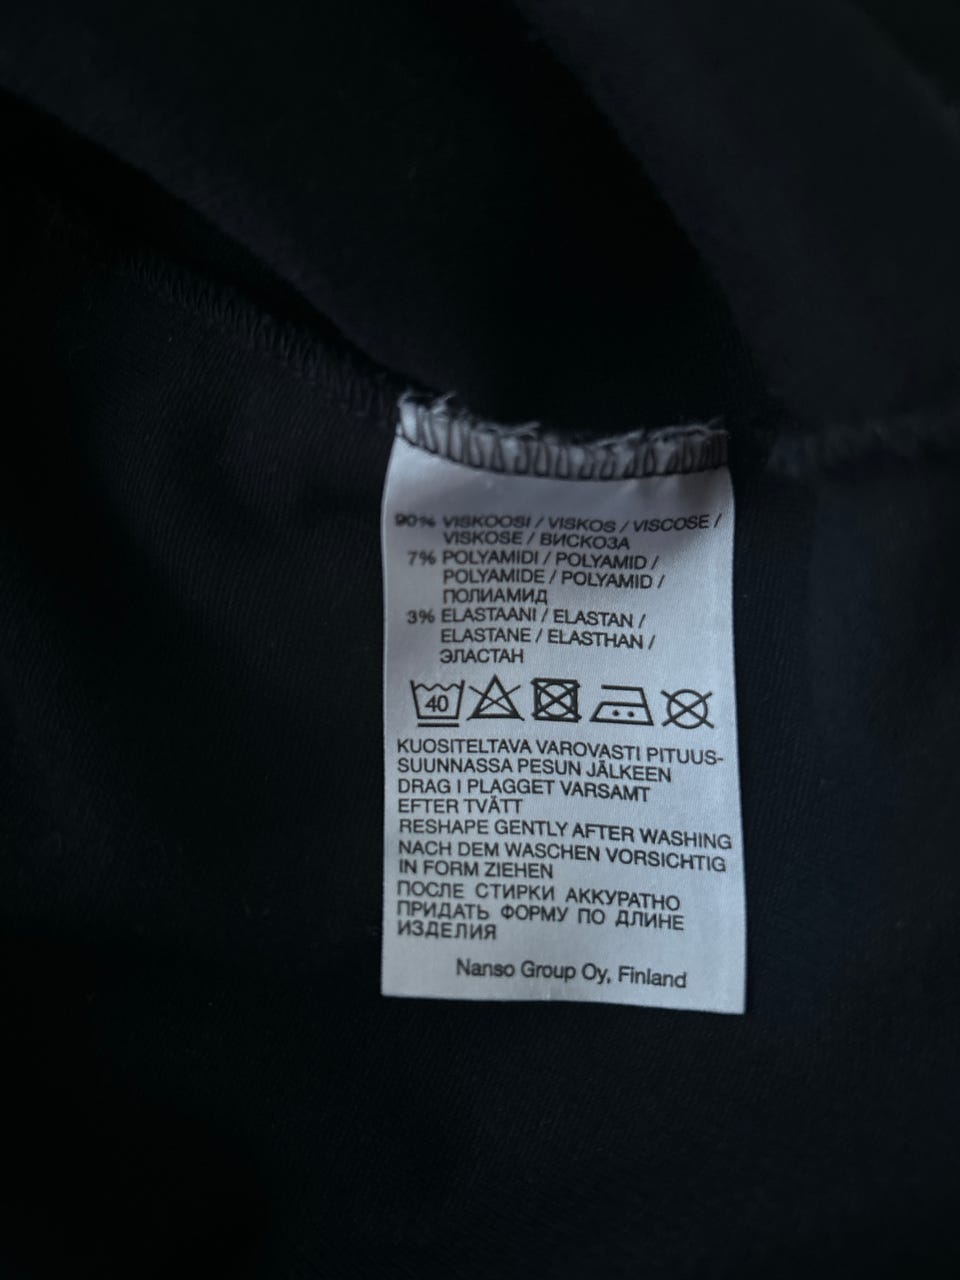 90% VISKOOSI / VISKOS / VISCOSE /
VISKOSE / ВИСКОЗА
7% POLYAMIDI / POLYAMID /
POLYAMIDE / POLYAMID /
ПОЛИАМИД
3% ELASTAANI / ELASTAN /
ELASTANE / ELASTHAN /
ЭЛАСТАН
40
KUOSITELTAVA VAROVASTI PITUUS-
SUUNNASSA PESUN JÄLKEEN
DRAG I PLAGGET VARSAMT
EFTER TVÄTT
RESHAPE GENTLY AFTER WASHING
NACH DEM WASCHEN VORSICHTIG
IN FORM ZIEHEN
ПОСЛЕ СТИРКИ АККУРАТНО
ПРИДАТЬ ФОРМУ ПО ДЛИНЕ
ИЗДЕЛИЯ
Nanso Group Oy, Finland